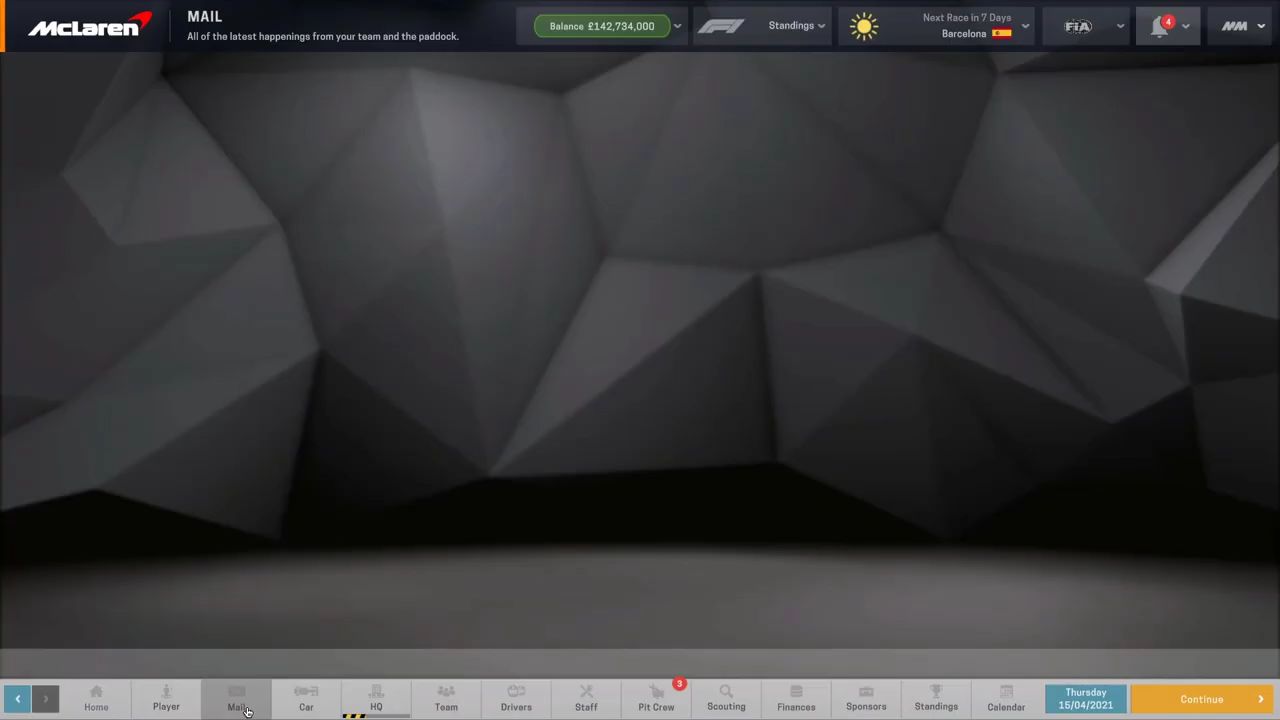 McLaren
MAIL
All of the latest happenings from your team and the paddock.
Balance £142,734,000
F1
Standings
Next Race in 7 Days
Barcelona
FIA
4
MM
Home
Player
Mail
Car
HQ
Team
Drivers
Staff
Pit Crew
3
Scouting
Finances
Sponsors
Standings
Calendar
Thursday
15/04/2021
Continue